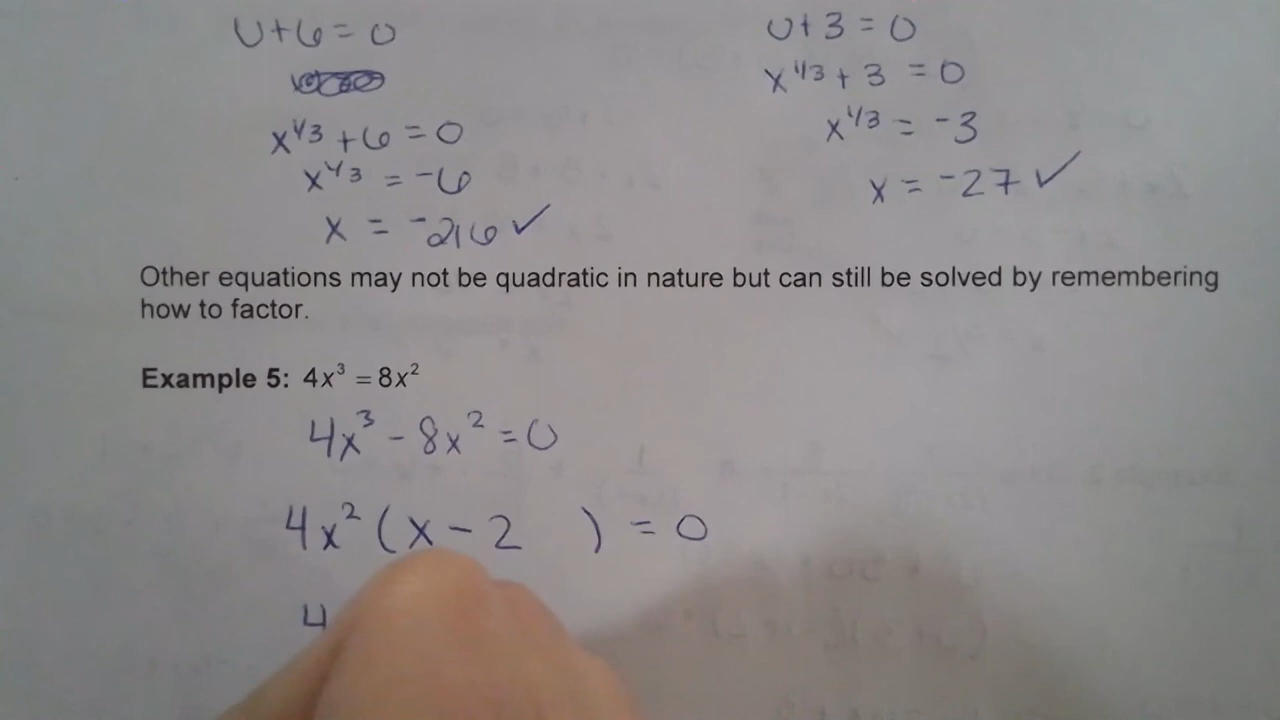 U+6=0
x^1/3 +6=0
x^1/3 = -6
x = -216 ✓
U+3=0
x^1/3 + 3 = 0
x^1/3 = -3
x = -27 ✓
Other equations may not be quadratic in nature but can still be solved by remembering
how to factor.
Example 5: 4x³ = 8x²
4x³ - 8x² = 0
4x² (x - 2 ) = 0
4